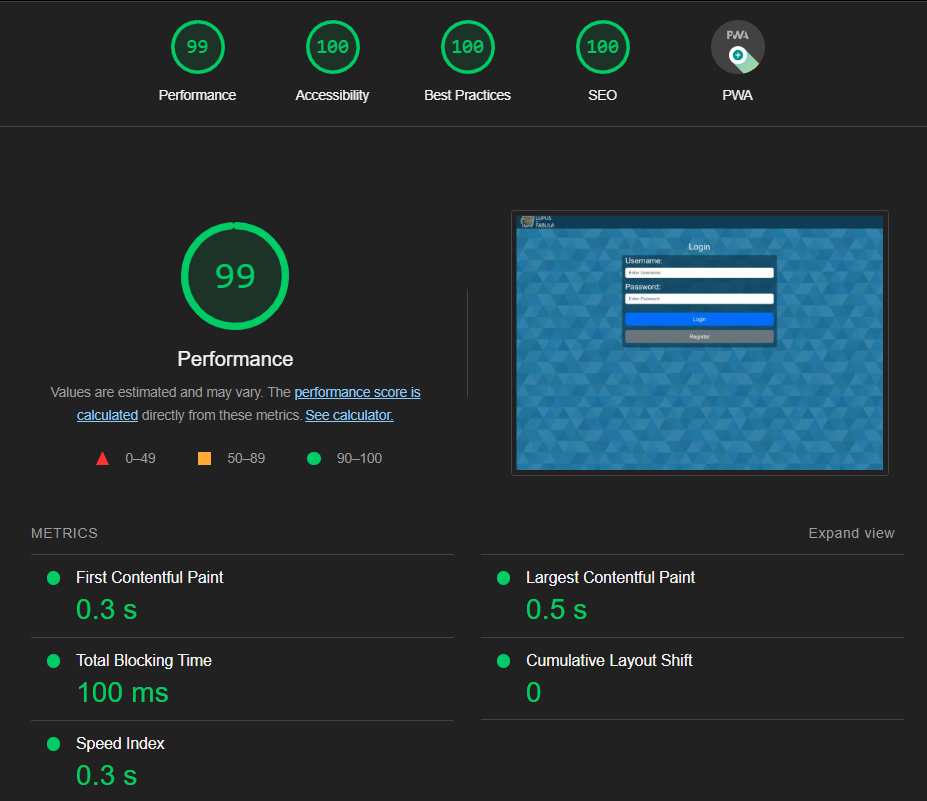 99
100
100
100
PWA
Performance
Accessibility
Best Practices
SEO
PWA
99
Performance
Values are estimated and may vary. The performance score is
calculated directly from these metrics. See calculator.
0–49
50–89
90–100
LUPUS
IN
FABULA
Login
Username:
Enter Username
Password:
Enter Password
Login
Register
METRICS
Expand view
First Contentful Paint
0.3 s
Largest Contentful Paint
0.5 s
Total Blocking Time
100 ms
Cumulative Layout Shift
0
Speed Index
0.3 s